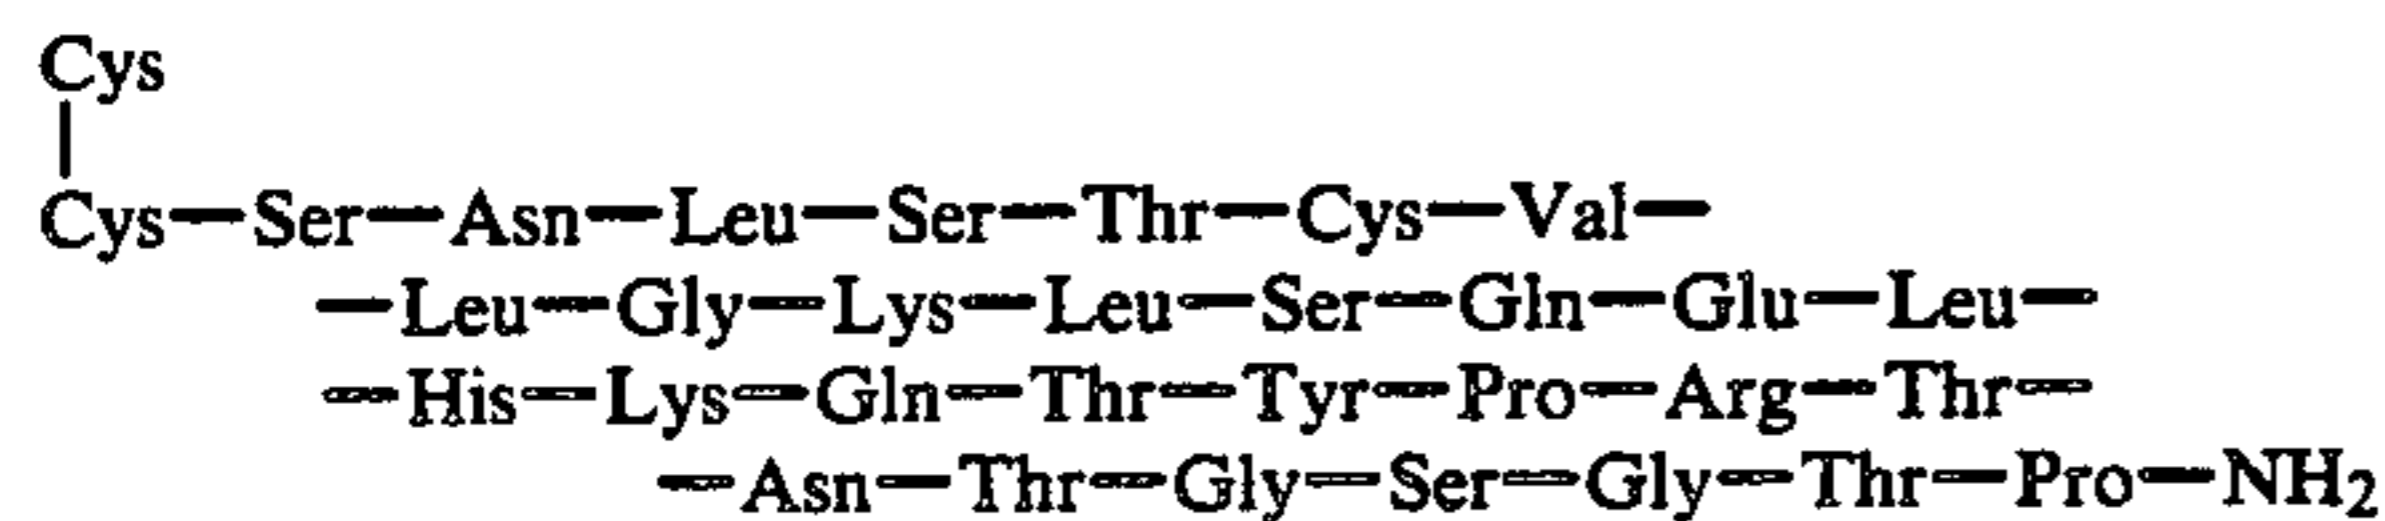 Cys
Cys—Ser—Asn—Leu—Ser—Thr—Cys—Val—
—Leu—Gly—Lys—Leu—Ser—Gln—Glu—Leu—
—His—Lys—Gln—Thr—Tyr—Pro—Arg—Thr—
—Asn—Thr—Gly—Ser—Gly—Thr—Pro—NH₂